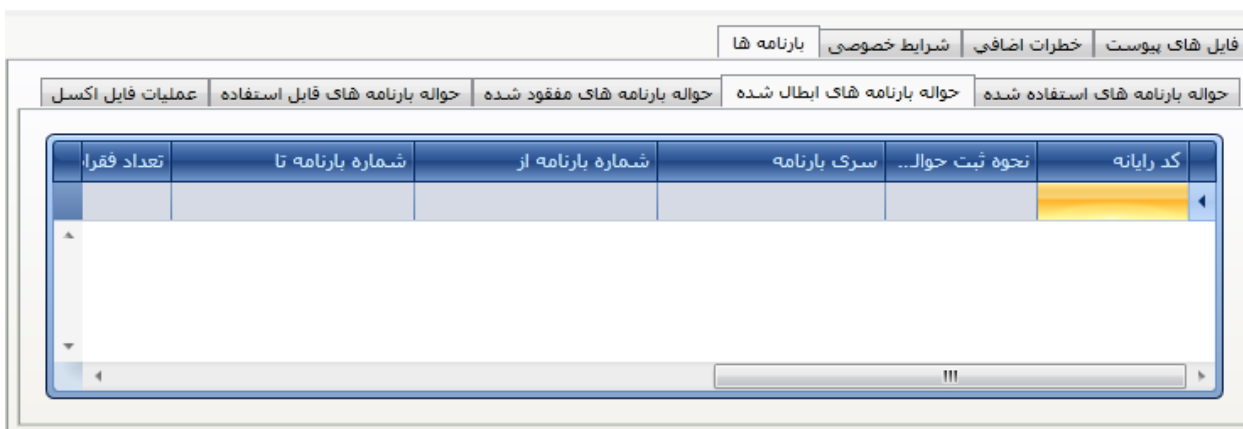 فایل های پیوست خطرات اضافی شرایط خصوصی بارنامه ها
حواله بارنامه های استفاده شده حواله بارنامه های ابطال شده حواله بارنامه های مفقود شده حواله بارنامه های قابل استفاده عملیات فایل اکسل
کد رایانه نحوه ثبت حوالـ... سری بارنامه شماره بارنامه از شماره بارنامه تا تعداد فقرا